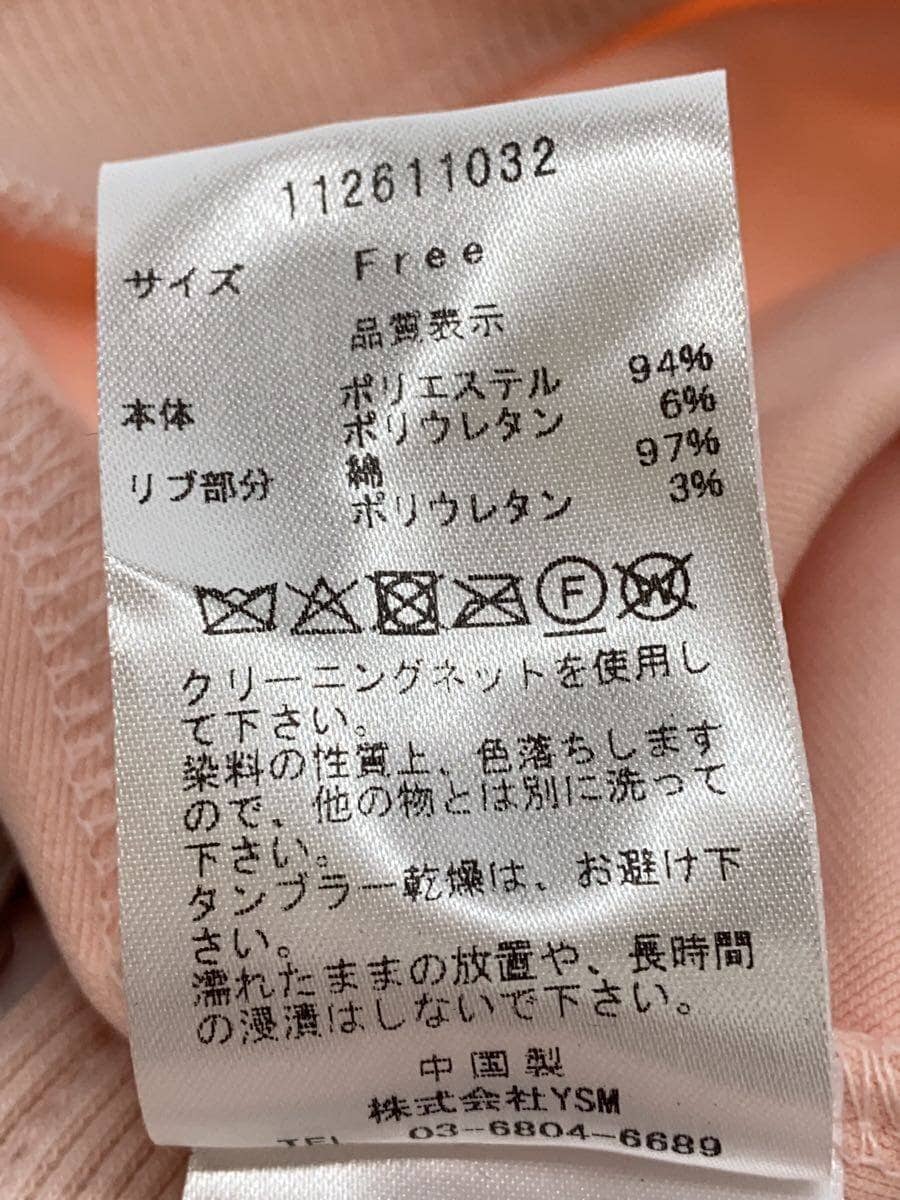 112611032
サイズ Free
品質表示
本体 ポリエステル 94%
ポリウレタン 6%
リブ部分 綿 97%
ポリウレタン 3%
F W
クリーニングネットを使用し
て下さい。
染料の性質上、色落ちします
ので、他の物とは別に洗って
下さい。
タンブラー乾燥は、お避け下
さい。
濡れたままの放置や、長時間
の浸漬はしないで下さい。
中国製
株式会社YSM
TEL 03-6804-6689